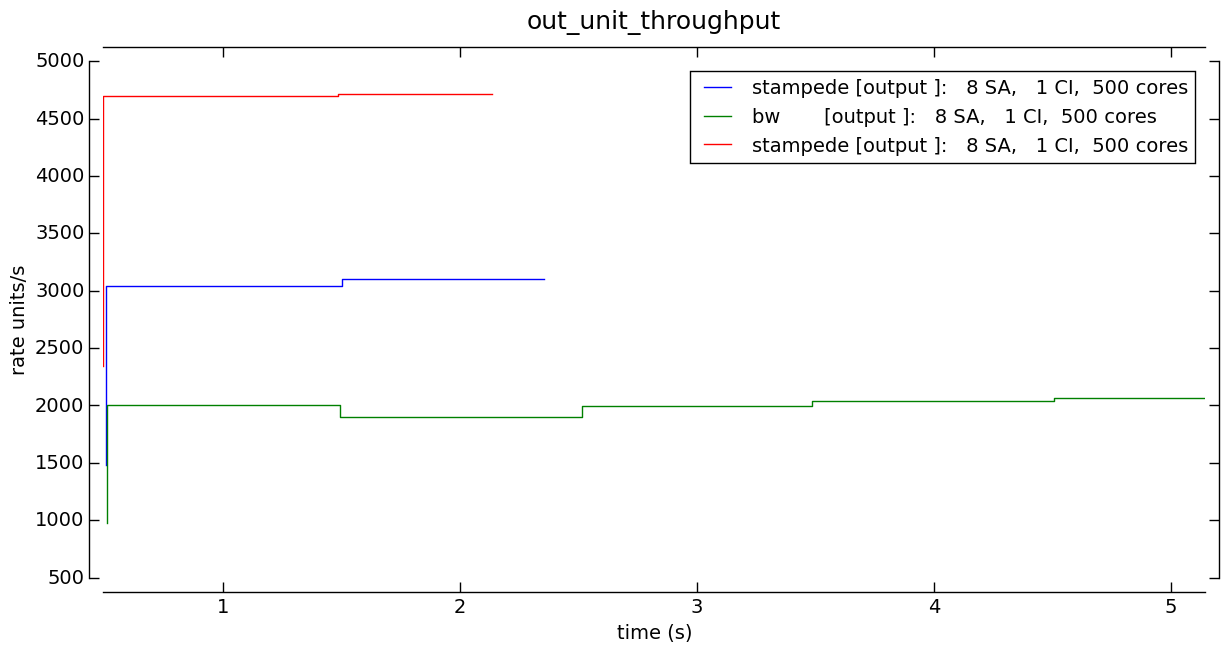 out_unit_throughput
5000
4500
4000
3500
3000
2500
2000
1500
1000
500
rate units/s
stampede [output ]:   8 SA,   1 CI,  500 cores
bw       [output ]:   8 SA,   1 CI,  500 cores
stampede [output ]:   8 SA,   1 CI,  500 cores
1 2 3 4 5
time (s)